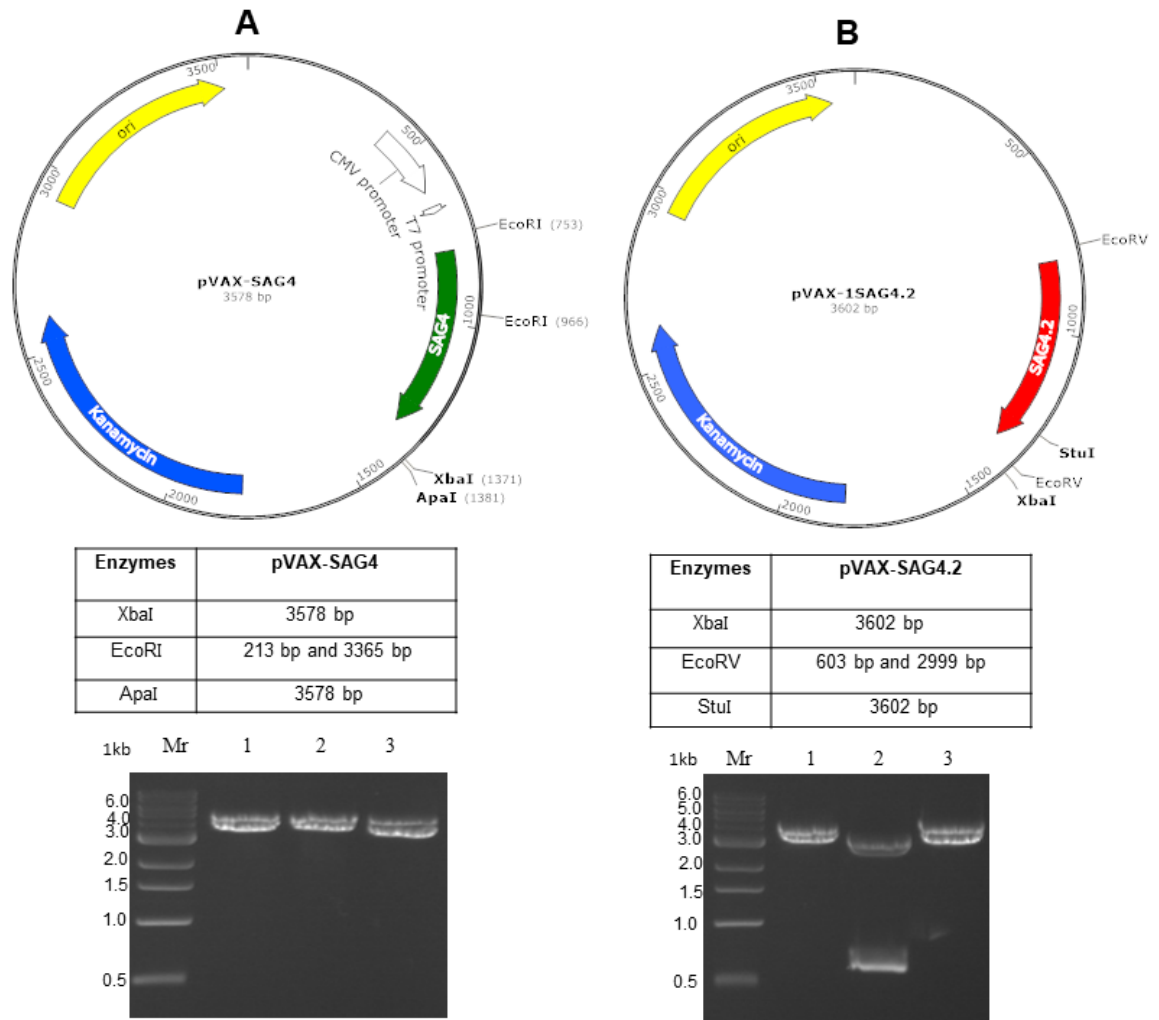 A
3500
ori
500
3000
CMV promoter
T7 promoter
EcoRI (753)
pVAX-SAG4
3578 bp
EcoRI (966)
1000
SAG4
2500
Kanamycin
1500
XbaI (1371)
ApaI (1381)
2000
Enzymes pVAX-SAG4
XbaI 3578 bp
EcoRI 213 bp and 3365 bp
ApaI 3578 bp
1kb Mr 1 2 3
6.0
4.0
3.0
2.0
1.5
1.0
0.5
B
3500
ori
500
3000
EcoRV
pVAX-1SAG4.2
3602 bp
1000
SAG4.2
2500
Kanamycin
StuI
1500
EcoRV
XbaI
2000
Enzymes pVAX-SAG4.2
XbaI 3602 bp
EcoRV 603 bp and 2999 bp
StuI 3602 bp
1kb Mr 1 2 3
6.0
5.0
4.0
3.0
2.0
1.5
1.0
0.5